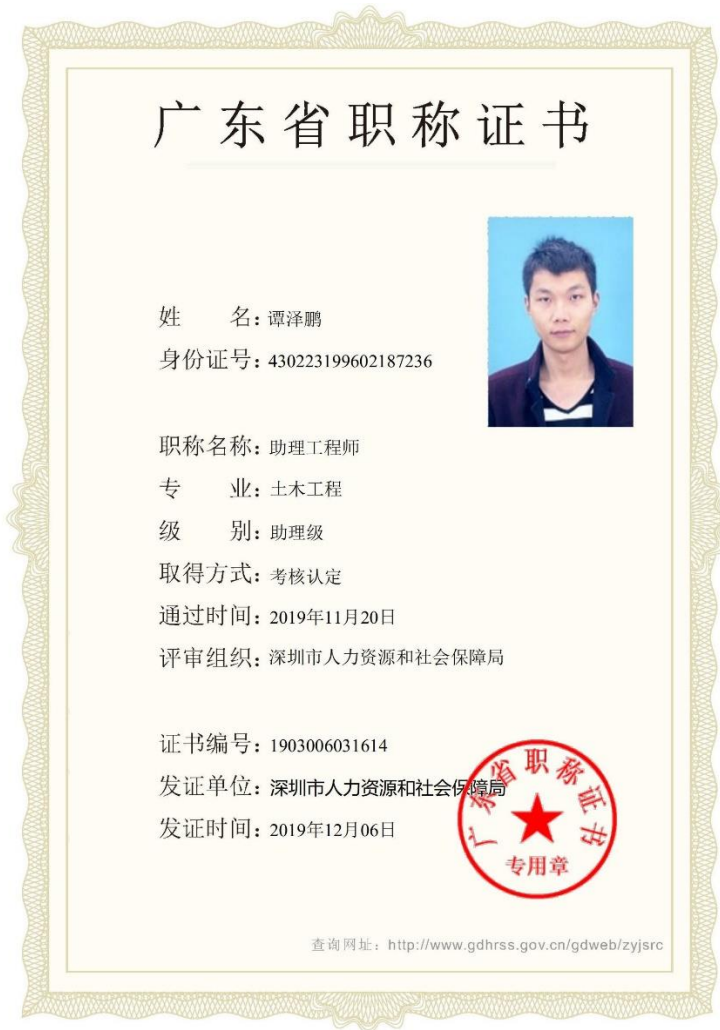 广东省职称证书
姓 名：谭泽鹏
身份证号：430223199602187236
职称名称：助理工程师
专 业：土木工程
级 别：助理级
取得方式：考核认定
通过时间：2019年11月20日
评审组织：深圳市人力资源和社会保障局
证书编号：1903006031614
发证单位：深圳市人力资源和社会保障局
发证时间：2019年12月06日
广东省职称证书
专用章
查询网址：http://www.gdhrss.gov.cn/gdweb/zyjsrc